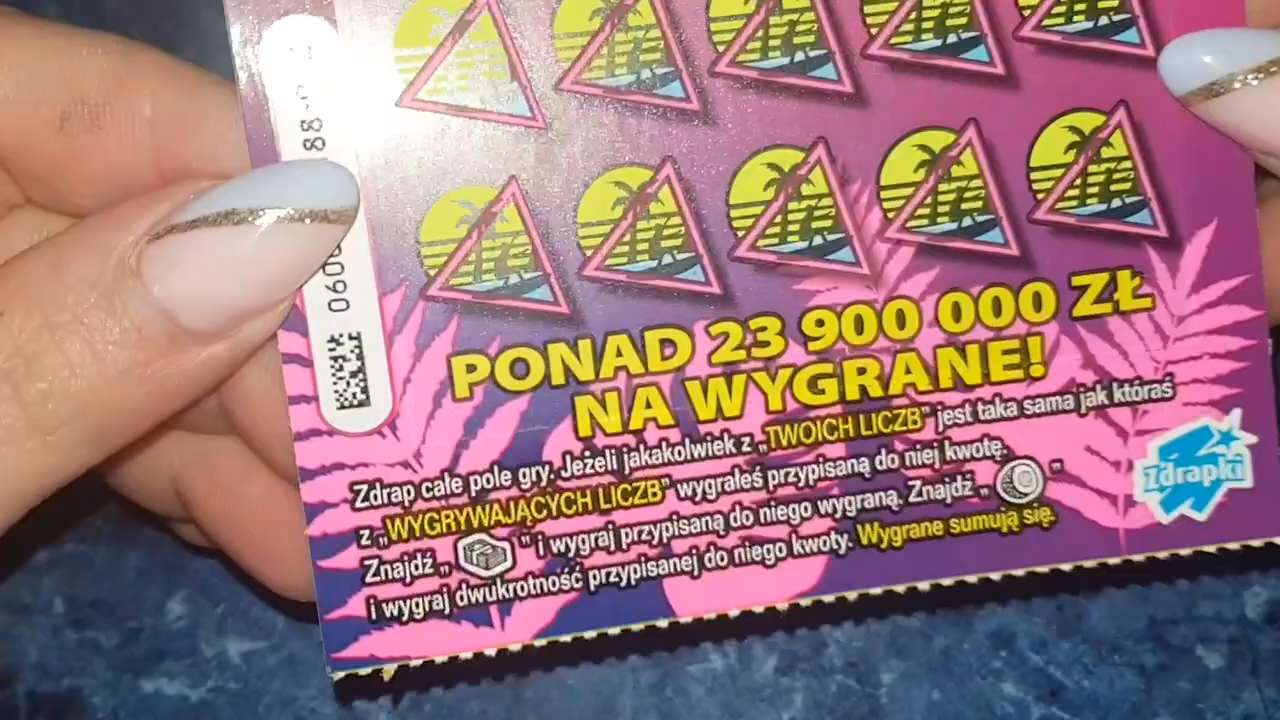 PONAD 23 900 000 ZŁ
NA WYGRANE!
Zdrap całe pole gry. Jeżeli jakakolwiek z „TWOICH LICZB” jest taka sama jak któraś
z „WYGRYWAJĄCYCH LICZB” wygrałeś przypisaną do niej kwotę.
Znajdź „ ” i wygraj przypisaną do niego wygraną. Znajdź „ ”
i wygraj dwukrotność przypisanej do niego kwoty. Wygrane sumują się.
Zdrapki